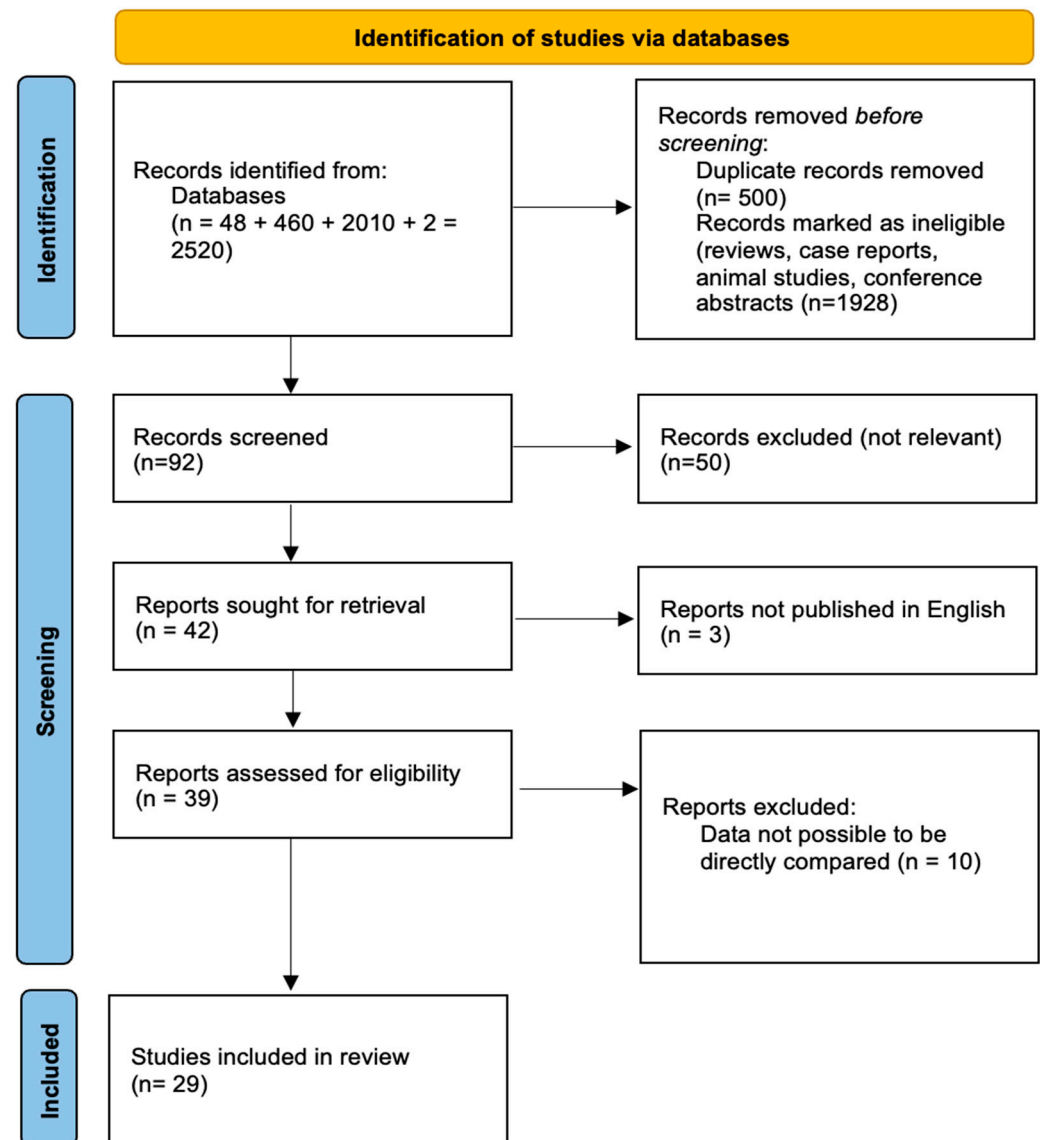 Identification of studies via databases
Identification
Records identified from:
Databases
(n = 48 + 460 + 2010 + 2 =
2520)
Records removed before
screening:
Duplicate records removed
(n= 500)
Records marked as ineligible
(reviews, case reports,
animal studies, conference
abstracts (n=1928)
Screening
Records screened
(n=92)
Records excluded (not relevant)
(n=50)
Reports sought for retrieval
(n = 42)
Reports not published in English
(n = 3)
Reports assessed for eligibility
(n = 39)
Reports excluded:
Data not possible to be
directly compared (n = 10)
Included
Studies included in review
(n= 29)